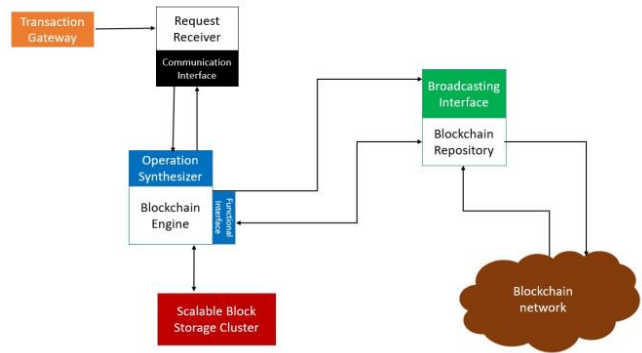 Transaction
Gateway
Request
Receiver
Communication
Interface
Broadcasting
Interface
Blockchain
Repository
Operation
Synthesizer
Blockchain
Engine
Functional
Interface
Scalable Block
Storage Cluster
Blockchain
network